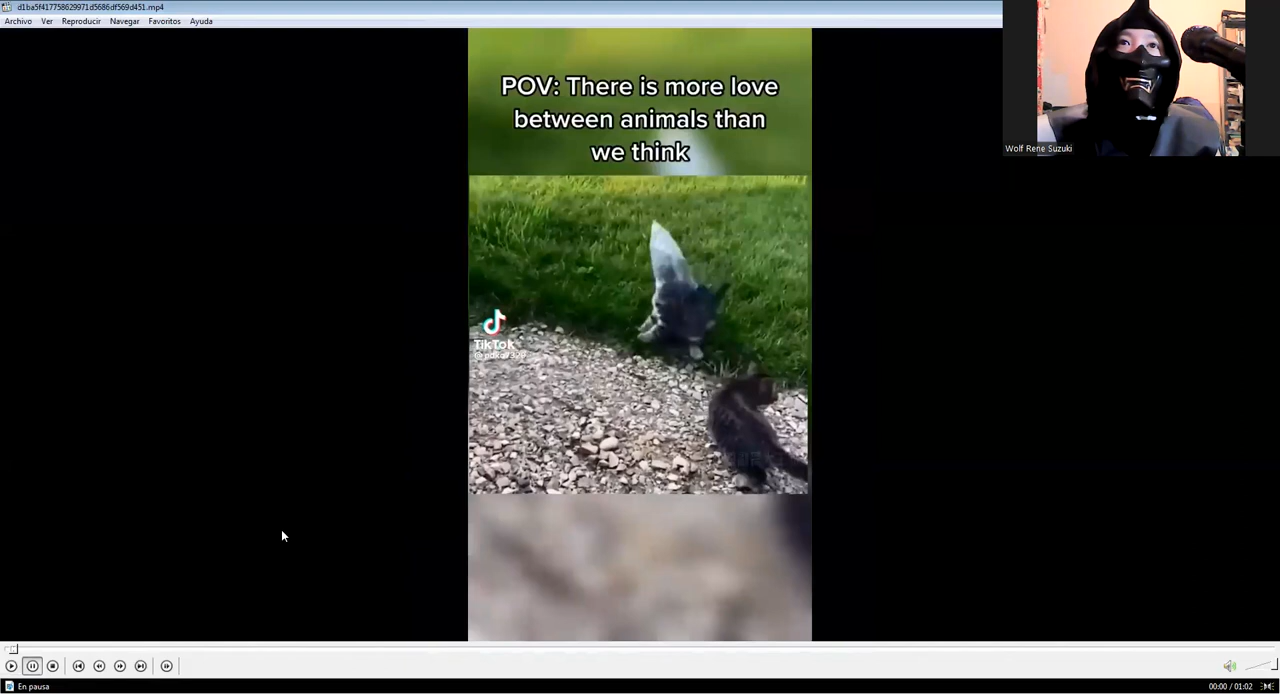 d1ba5f417758629971d5686df569d451.mp4
Archivo Ver Reproducir Navegar Favoritos Ayuda
POV: There is more love
between animals than
we think
Wolf Rene Suzuki
TikTok
En pausa
00:00 / 01:02